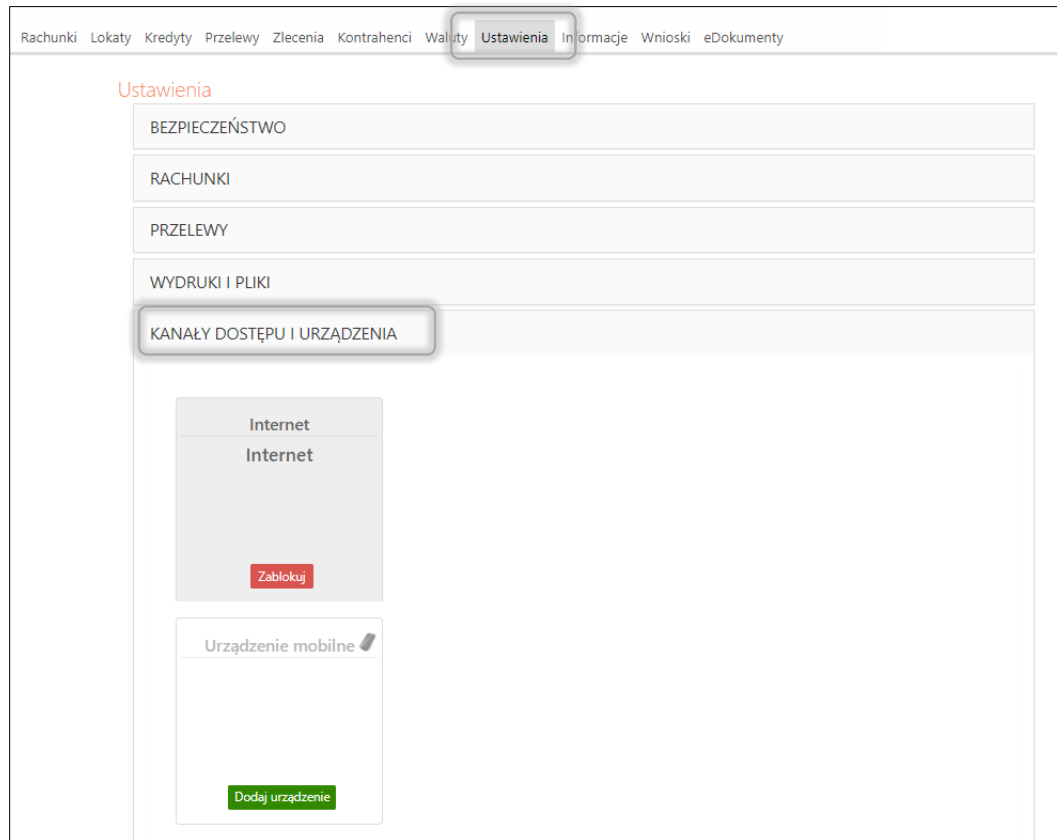 Rachunki Lokaty Kredyty Przelewy Zlecenia Kontrahenci Waluty Ustawienia Informacje Wnioski eDokumenty
Ustawienia
BEZPIECZEŃSTWO
RACHUNKI
PRZELEWY
WYDRUKI I PLIKI
KANAŁY DOSTĘPU I URZĄDZENIA
Internet
Internet
Zablokuj
Urządzenie mobilne
Dodaj urządzenie